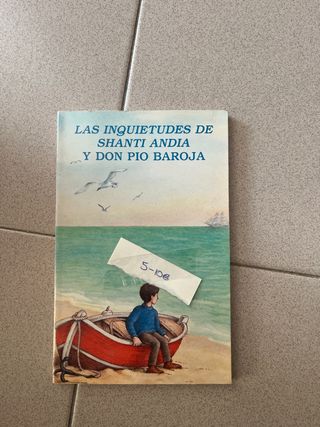 LAS INQUIETUDES DE
SHANTI ANDIA
Y DON PIO BAROJA
5-10€